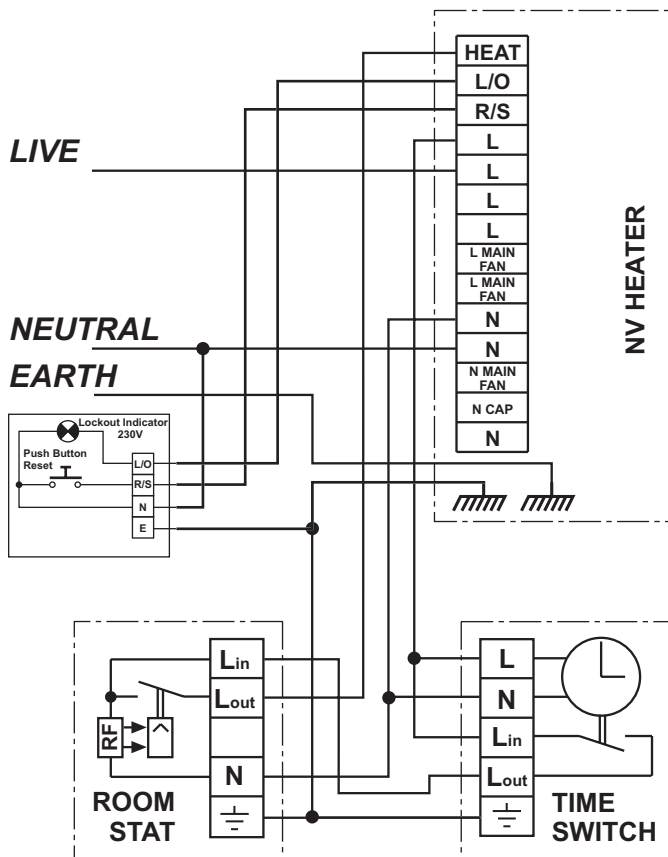 HEAT
L/O
R/S
L
L
L
L
L MAIN
FAN
L MAIN
FAN
N
N
N MAIN
FAN
N CAP
N
NV HEATER
LIVE
NEUTRAL
EARTH
Lockout Indicator
230V
Push Button
Reset
L/O
R/S
N
E
Lin
Lout
N
RF
ROOM
STAT
L
N
Lin
Lout
TIME
SWITCH